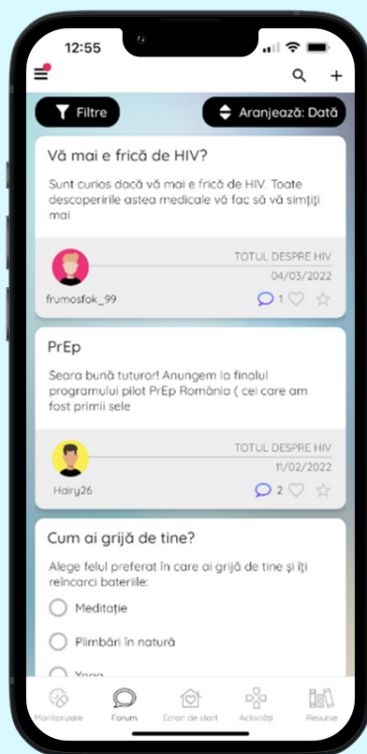 12:55
Filtre
Aranjează: Dată
Vă mai e frică de HIV?
Sunt curios dacă vă mai e frică de HIV. Toate
descoperirile astea medicale vă fac să vă simțiți
mai
TOTUL DESPRE HIV
04/03/2022
frumosfok_99
1
PrEp
Seara bună tuturor! Anungem la finalul
programului pilot PrEp România ( cei care am
fost primii sele
TOTUL DESPRE HIV
11/02/2022
Hairy26
2
Cum ai grijă de tine?
Alege felul preferat în care ai grijă de tine și îți
reîncarci bateriile:
Meditație
Plimbări în natură
Yoga
Monitorizare
Forum
Ecran de start
Activități
Resurse